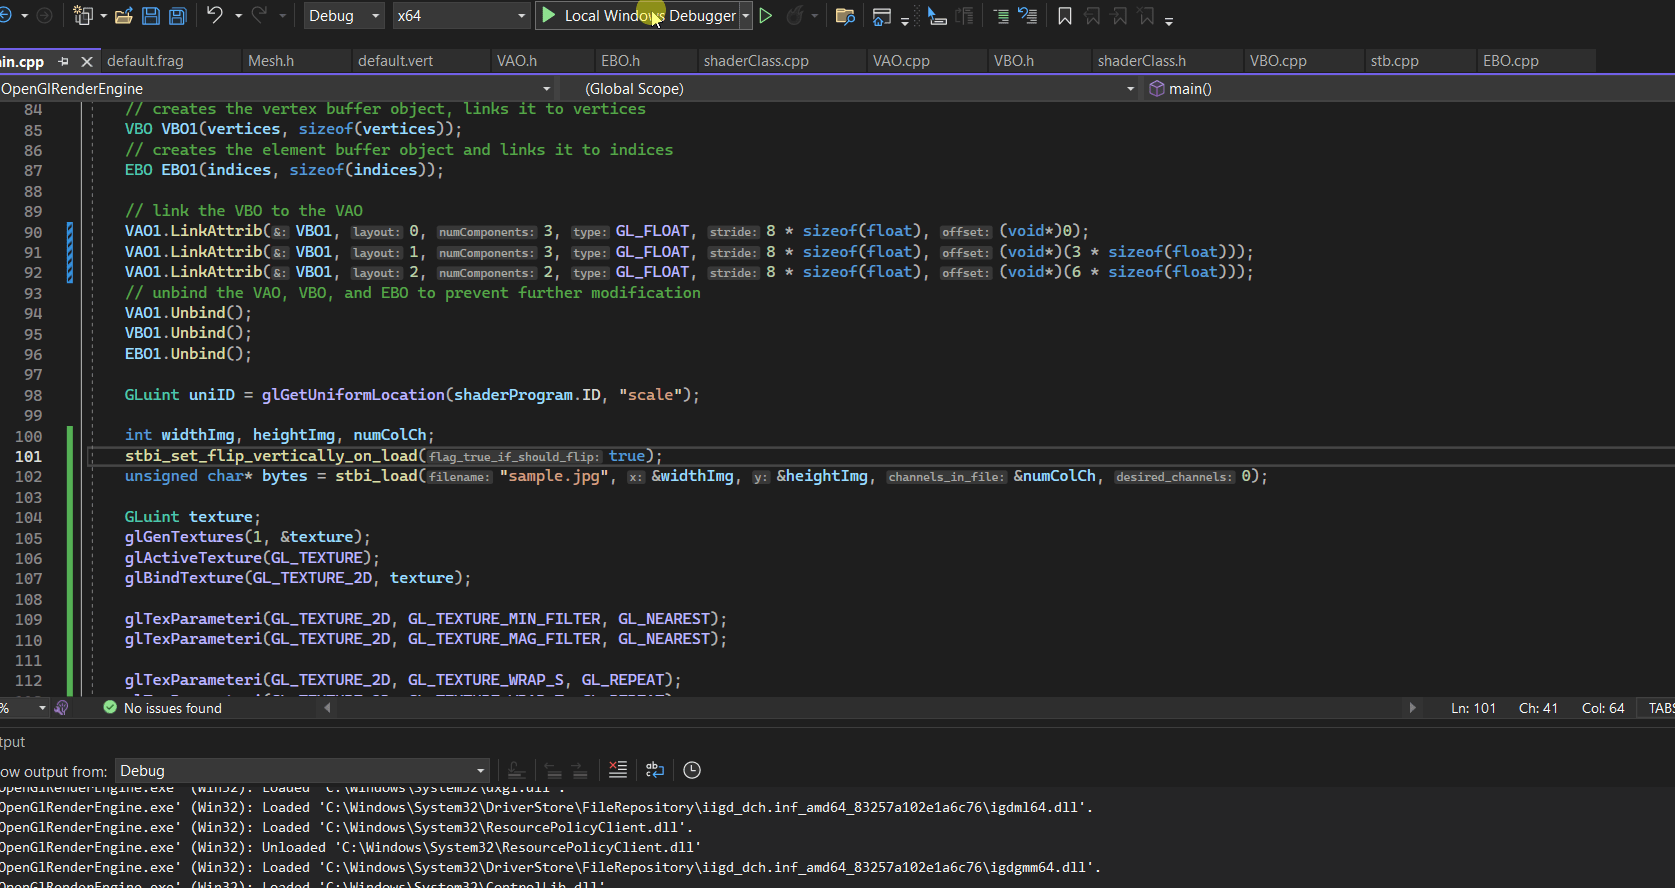 Debug x64 Local Windows Debugger
in.cpp default.frag Mesh.h default.vert VAO.h EBO.h shaderClass.cpp VAO.cpp VBO.h shaderClass.h VBO.cpp stb.cpp EBO.cpp
OpenGlRenderEngine (Global Scope) main()
84 // creates the vertex buffer object, links it to vertices
85 VBO VBO1(vertices, sizeof(vertices));
86 // creates the element buffer object and links it to indices
87 EBO EBO1(indices, sizeof(indices));
88
89 // link the VBO to the VAO
90 VAO1.LinkAttrib(&: VBO1, layout: 0, numComponents: 3, type: GL_FLOAT, stride: 8 * sizeof(float), offset: (void*)0);
91 VAO1.LinkAttrib(&: VBO1, layout: 1, numComponents: 3, type: GL_FLOAT, stride: 8 * sizeof(float), offset: (void*)(3 * sizeof(float)));
92 VAO1.LinkAttrib(&: VBO1, layout: 2, numComponents: 2, type: GL_FLOAT, stride: 8 * sizeof(float), offset: (void*)(6 * sizeof(float)));
93 // unbind the VAO, VBO, and EBO to prevent further modification
94 VAO1.Unbind();
95 VBO1.Unbind();
96 EBO1.Unbind();
97
98 GLuint uniID = glGetUniformLocation(shaderProgram.ID, "scale");
99
100 int widthImg, heightImg, numColCh;
101 stbi_set_flip_vertically_on_load(flag_true_if_should_flip: true);
102 unsigned char* bytes = stbi_load(filename: "sample.jpg", x: &widthImg, y: &heightImg, channels_in_file: &numColCh, desired_channels: 0);
103
104 GLuint texture;
105 glGenTextures(1, &texture);
106 glActiveTexture(GL_TEXTURE);
107 glBindTexture(GL_TEXTURE_2D, texture);
108
109 glTexParameteri(GL_TEXTURE_2D, GL_TEXTURE_MIN_FILTER, GL_NEAREST);
110 glTexParameteri(GL_TEXTURE_2D, GL_TEXTURE_MAG_FILTER, GL_NEAREST);
111
112 glTexParameteri(GL_TEXTURE_2D, GL_TEXTURE_WRAP_S, GL_REPEAT);
% No issues found Ln: 101 Ch: 41 Col: 64 TABS
tput
ow output from: Debug
OpenGlRenderEngine.exe' (Win32): Loaded 'C:\Windows\System32\dxgi.dll'.
OpenGlRenderEngine.exe' (Win32): Loaded 'C:\Windows\System32\DriverStore\FileRepository\iigd_dch.inf_amd64_83257a102e1a6c76\igdml64.dll'.
OpenGlRenderEngine.exe' (Win32): Loaded 'C:\Windows\System32\ResourcePolicyClient.dll'.
OpenGlRenderEngine.exe' (Win32): Unloaded 'C:\Windows\System32\ResourcePolicyClient.dll'
OpenGlRenderEngine.exe' (Win32): Loaded 'C:\Windows\System32\DriverStore\FileRepository\iigd_dch.inf_amd64_83257a102e1a6c76\igdgmm64.dll'.
OpenGlRenderEngine.exe' (Win32): Loaded 'C:\Windows\System32\ControlLib.dll'